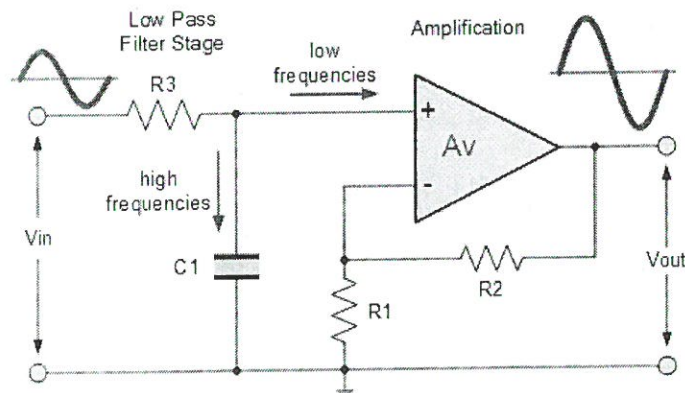 Low Pass
Filter Stage
Amplification
low
frequencies
R3
+
Av
-
high
frequencies
Vin
C1
R1
R2
Vout